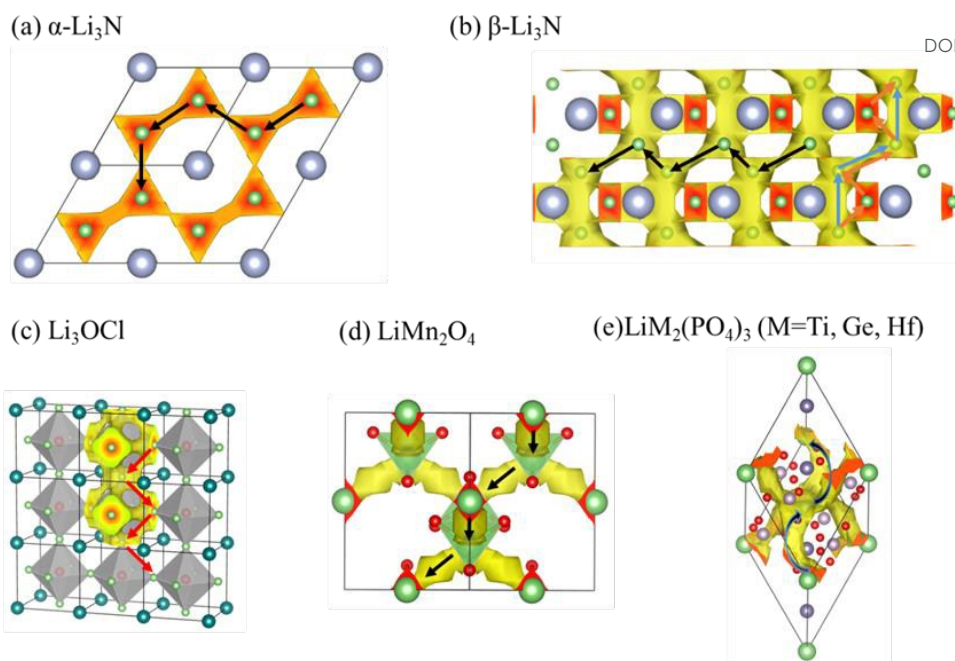 (a) α-Li₃N
(b) β-Li₃N
DOI
(c) Li₃OCl
(d) LiMn₂O₄
(e)LiM₂(PO₄)₃ (M=Ti, Ge, Hf)